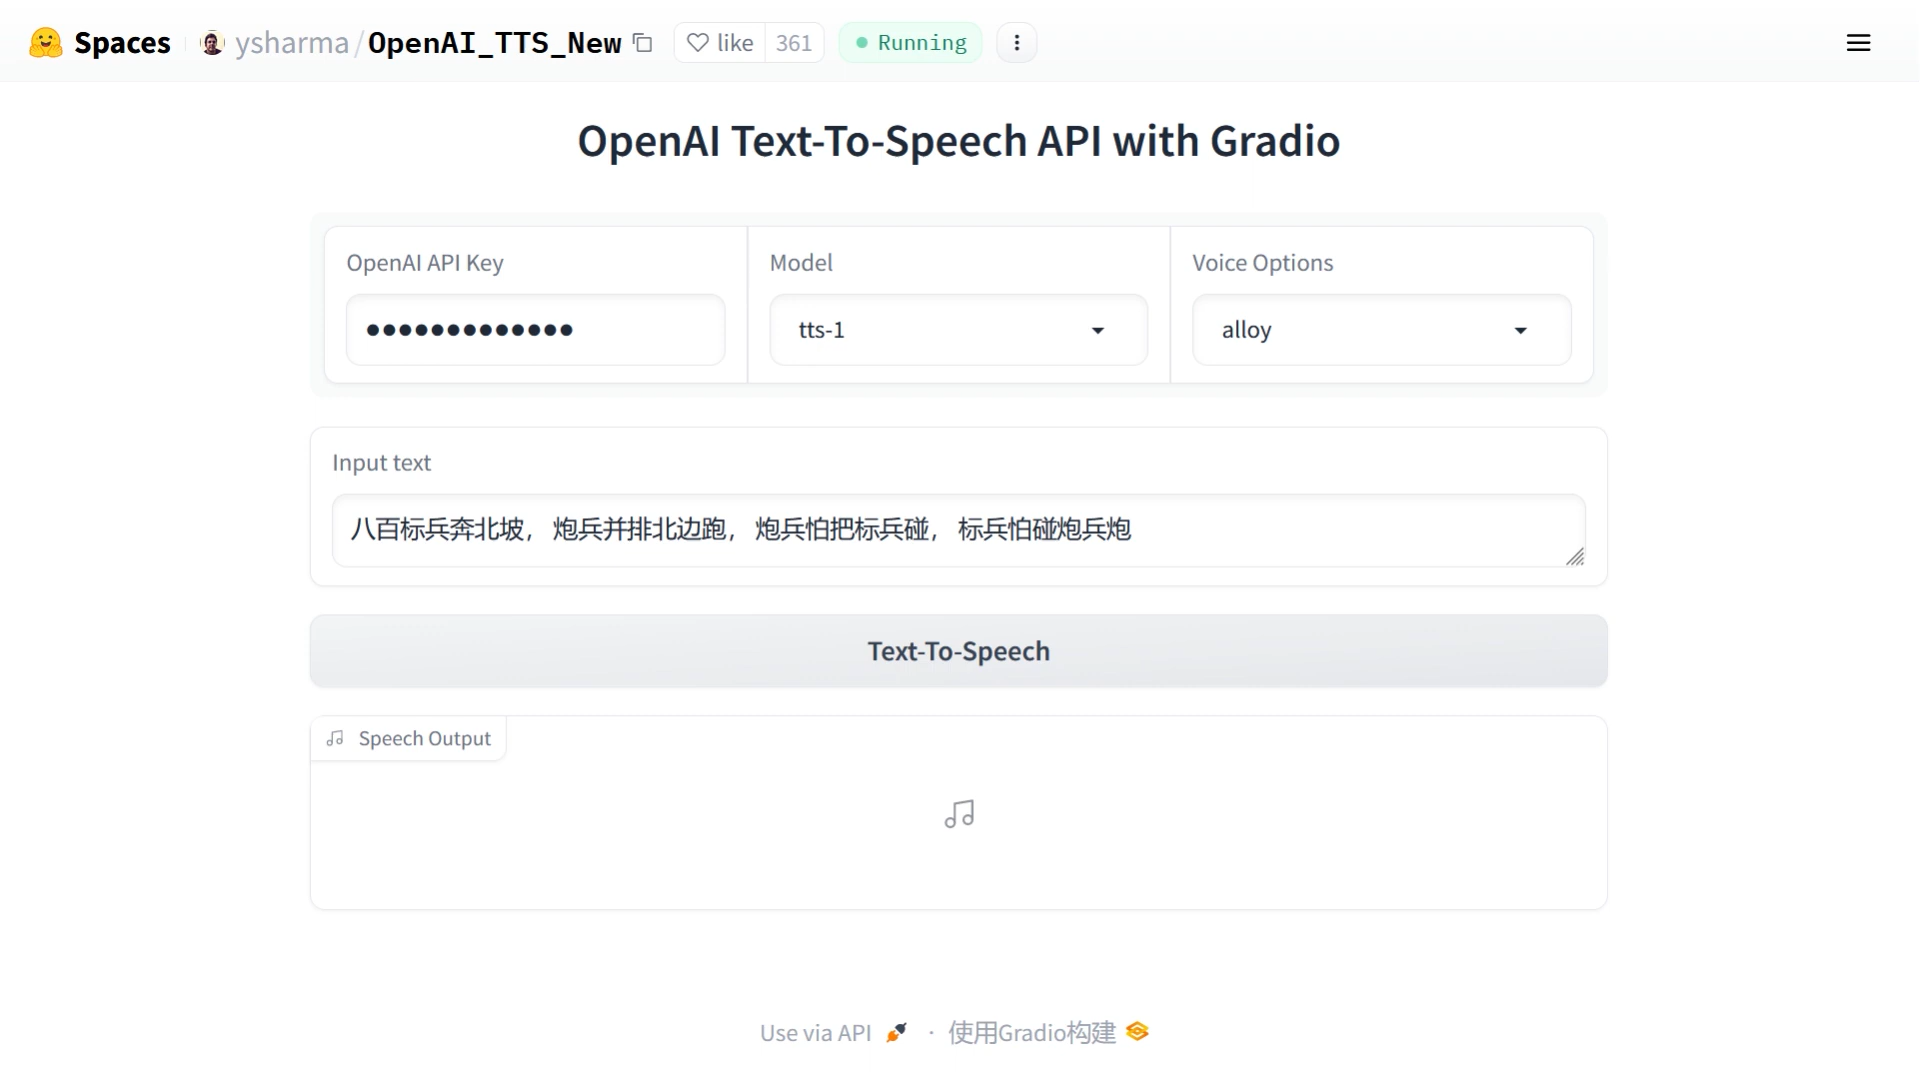 Spaces ysharma/OpenAI_TTS_New like 361 Running
OpenAI Text-To-Speech API with Gradio
OpenAI API Key Model Voice Options
●●●●●●●●●●●●● tts-1 alloy
Input text
八百标兵奔北坡， 炮兵并排北边跑， 炮兵怕把标兵碰， 标兵怕碰炮兵炮
Text-To-Speech
Speech Output
Use via API · 使用Gradio构建